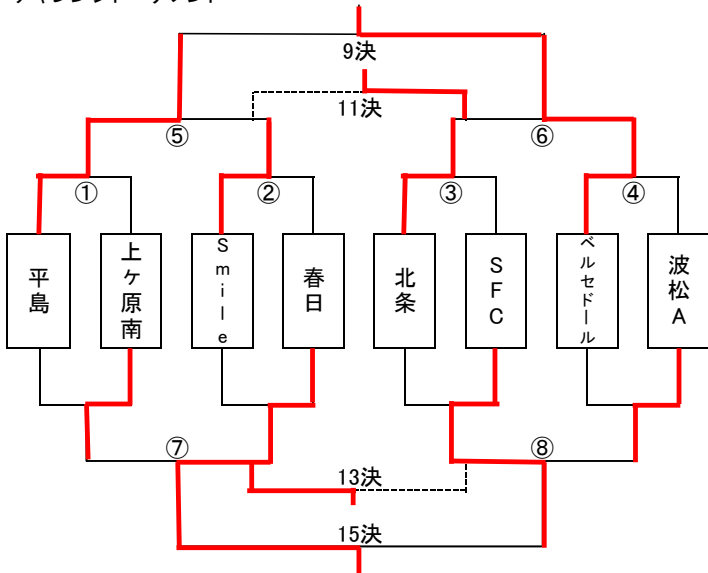 9決
11決
⑤
⑥
①
②
③
④
平島
上ヶ原南
Smile
春日
北条
SFC
ベルセドール
波松A
⑦
⑧
13決
15決